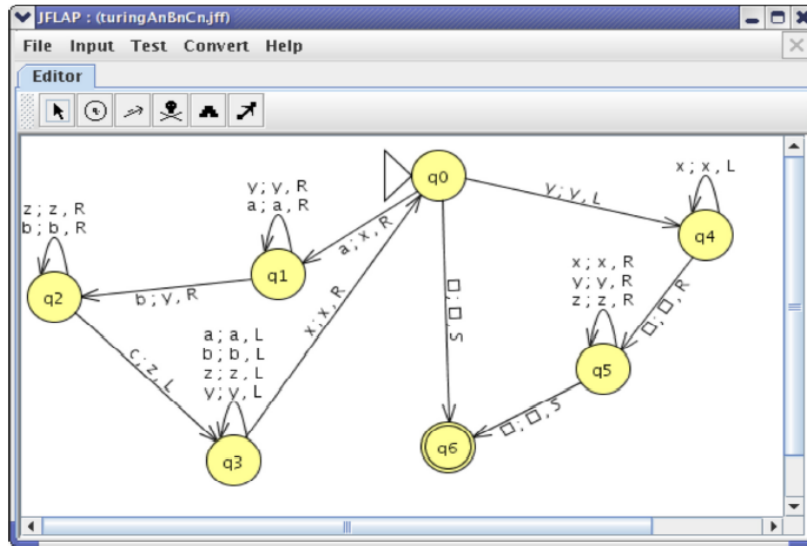 JFLAP : (turingAnBnCn.jff)
File Input Test Convert Help
Editor
q0
y ; y , R
a ; a , R
x ; x , L
z ; z , R
b ; b , R
y ; y , L
q4
a ; x , R
q1
x ; x , R
y ; y , R
z ; z , R
q2
b ; y , R
x ; x , R
□ ; □ , S
□ ; □ , R
c ; z , L
a ; a , L
b ; b , L
z ; z , L
y ; y , L
q5
□ ; □ , S
q3
q6